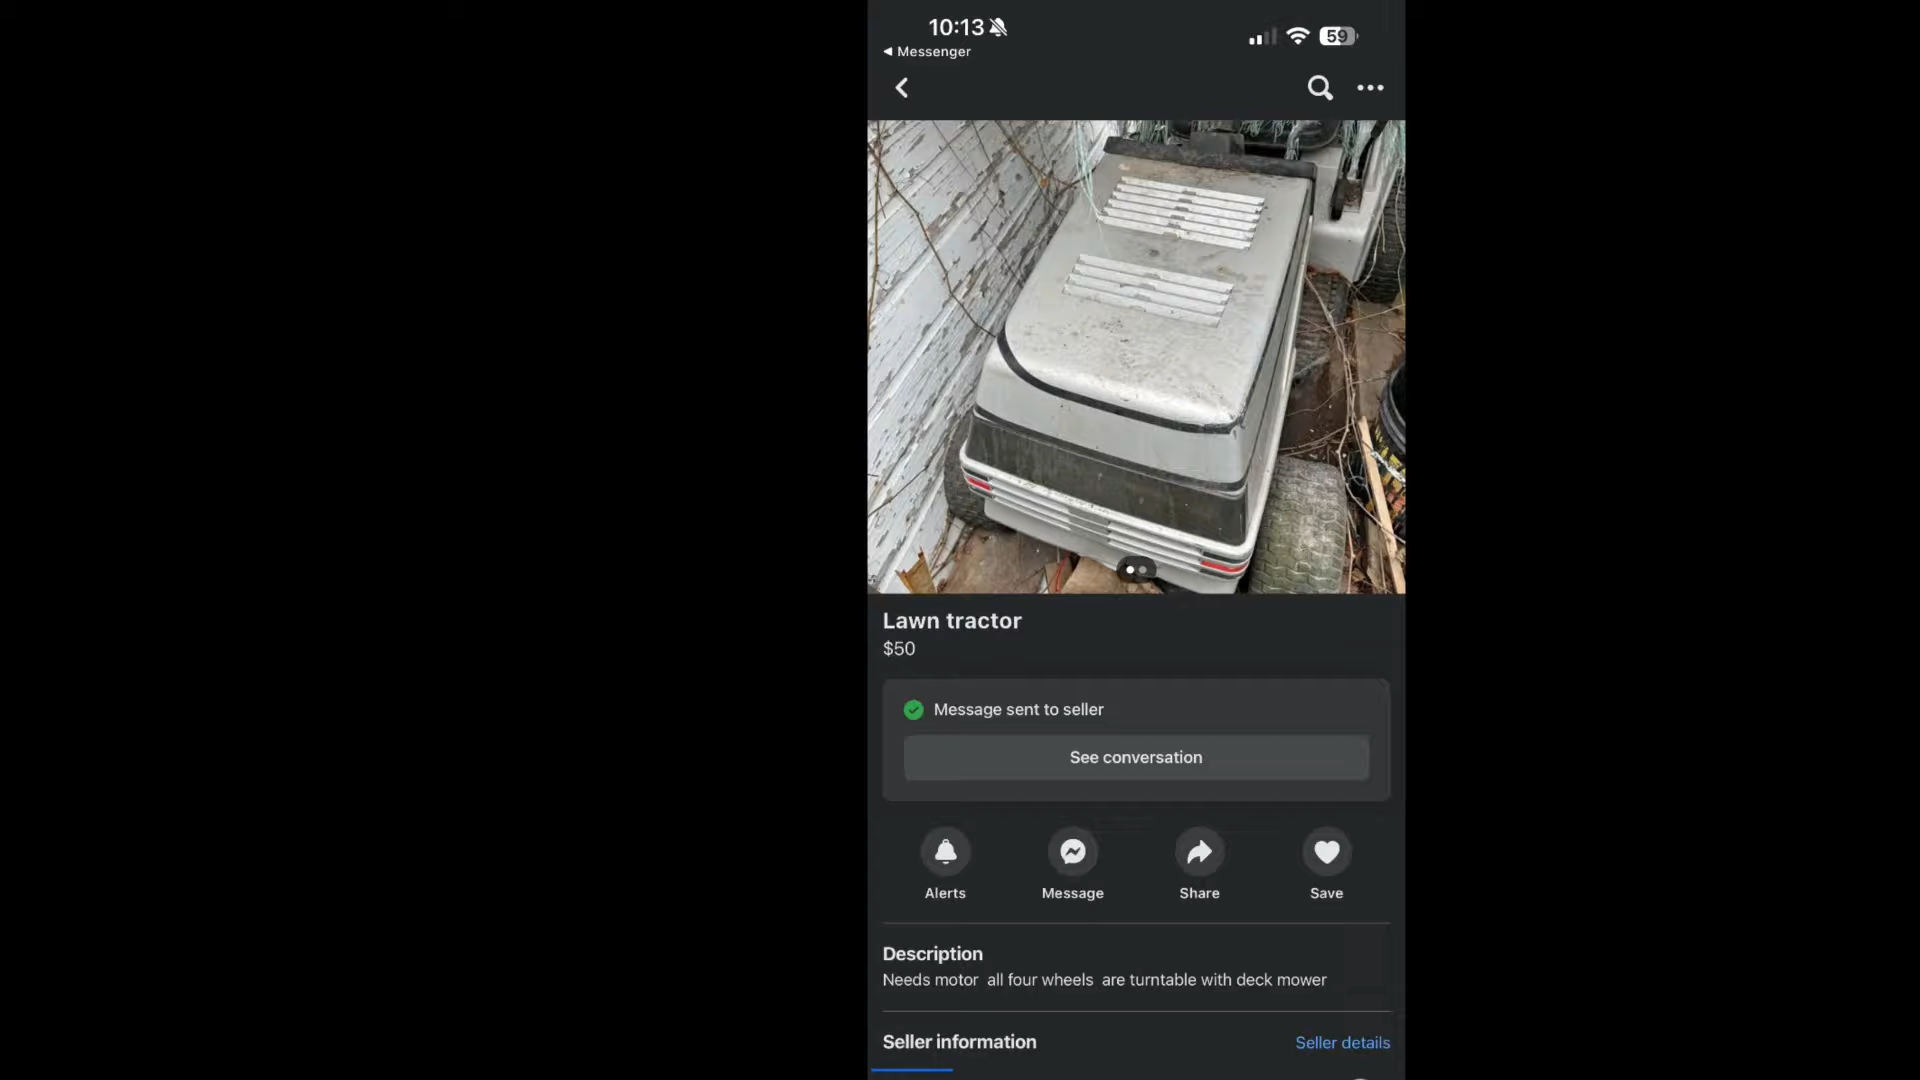 10:13
59
Messenger
Lawn tractor
$50
Message sent to seller
See conversation
Alerts
Message
Share
Save
Description
Needs motor all four wheels are turntable with deck mower
Seller information
Seller details